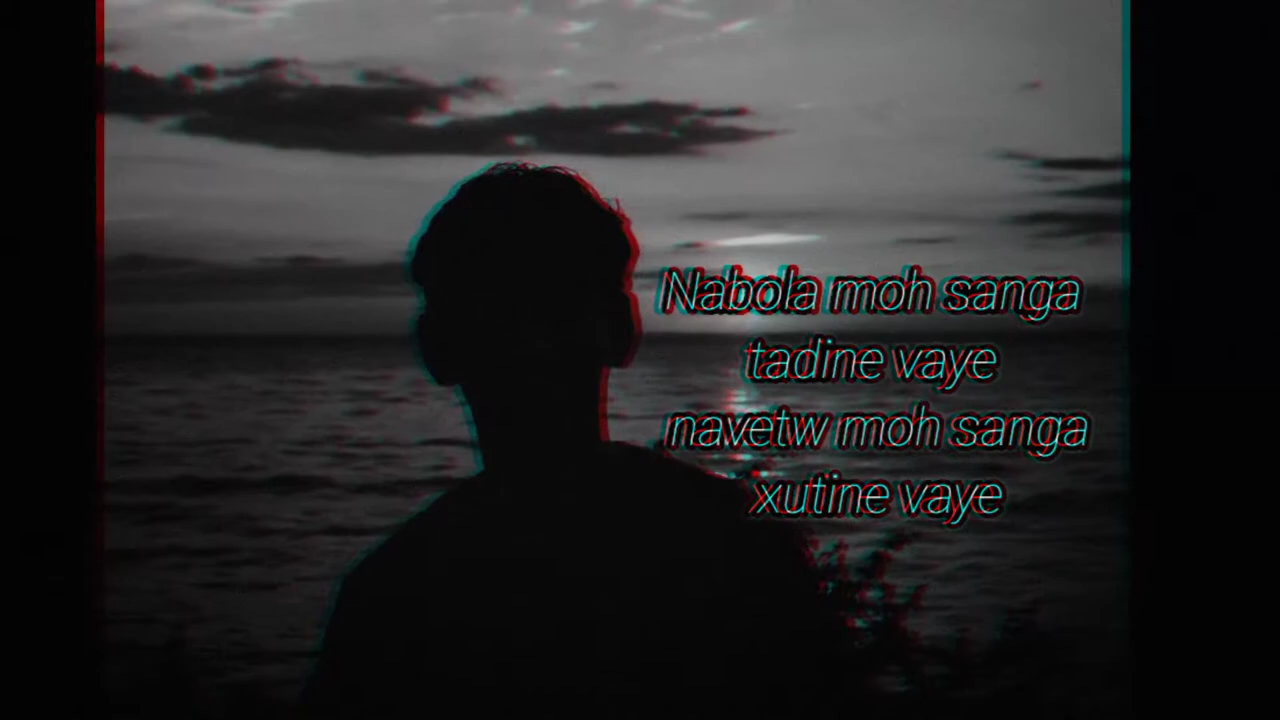 Nabola moh sanga
tadine vaye
navetw moh sanga
xutine vaye